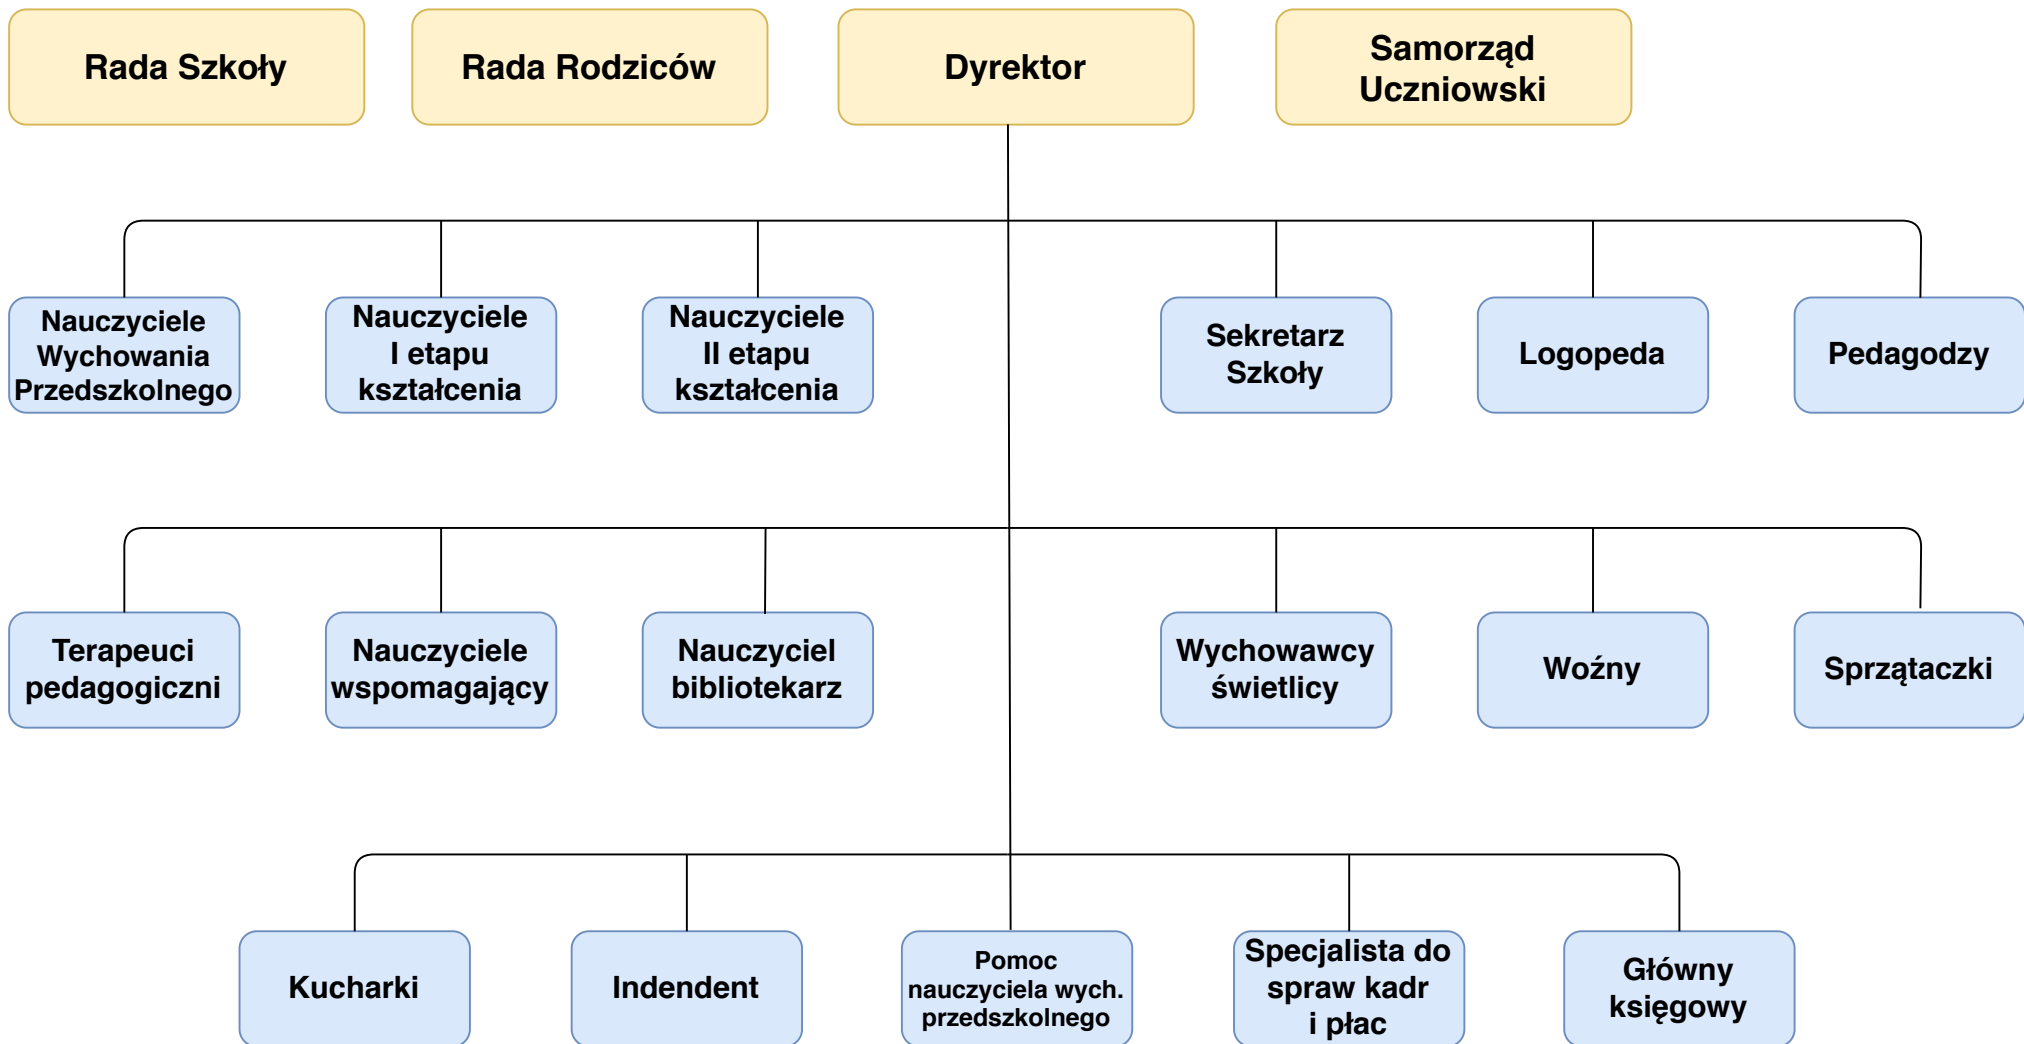 Rada Szkoły
Rada Rodziców
Dyrektor
Samorząd
Uczniowski
Nauczyciele
Wychowania
Przedszkolnego
Nauczyciele
I etapu
kształcenia
Nauczyciele
II etapu
kształcenia
Sekretarz
Szkoły
Logopeda
Pedagodzy
Terapeuci
pedagogiczni
Nauczyciele
wspomagający
Nauczyciel
bibliotekarz
Wychowawcy
świetlicy
Woźny
Sprzątaczki
Kucharki
Indendent
Pomoc
nauczyciela wych.
przedszkolnego
Specjalista do
spraw kadr
i płac
Główny
księgowy